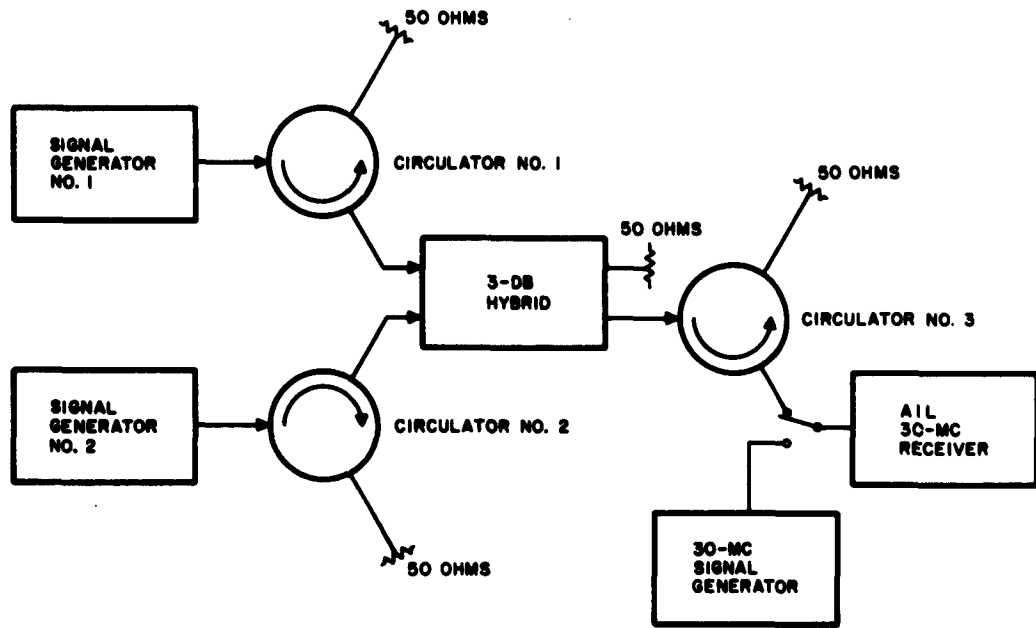 50 OHMS
SIGNAL
GENERATOR
NO. 1
CIRCULATOR NO. 1
50 OHMS
50 OHMS
3-DB
HYBRID
CIRCULATOR NO. 3
SIGNAL
GENERATOR
NO. 2
CIRCULATOR NO. 2
AIL
30-MC
RECEIVER
50 OHMS
30-MC
SIGNAL
GENERATOR